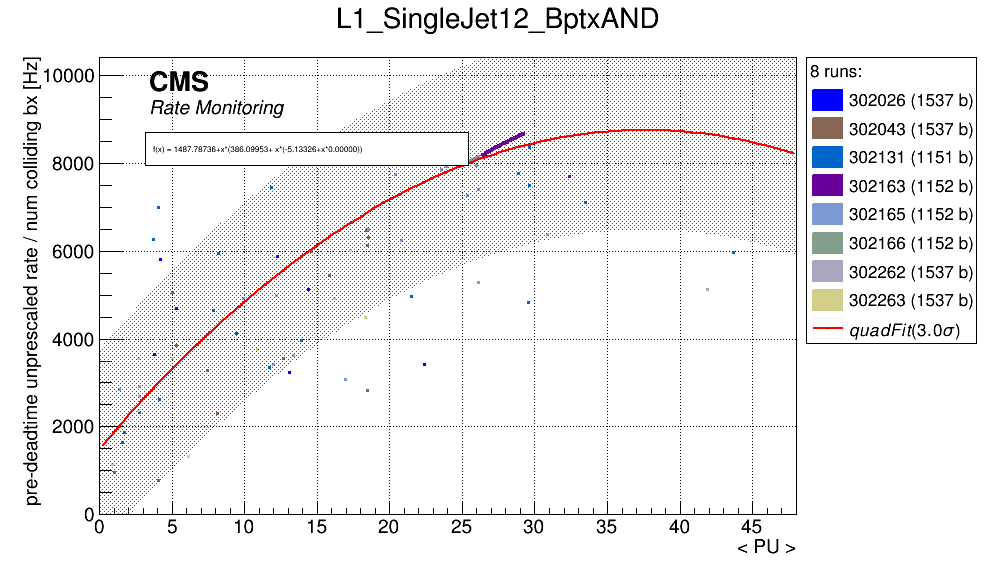 L1_SingleJet12_BptxAND
pre-deadtime unprescaled rate / num colliding bx [Hz]
10000
8000
6000
4000
2000
0
CMS
Rate Monitoring
f(x) = 1487.78736+x*(386.09953+ x*(-5.13326+x*0.00000))
0 5 10 15 20 25 30 35 40 45
< PU >
8 runs:
302026 (1537 b)
302043 (1537 b)
302131 (1151 b)
302163 (1152 b)
302165 (1152 b)
302166 (1152 b)
302262 (1537 b)
302263 (1537 b)
quadFit(3.0σ)